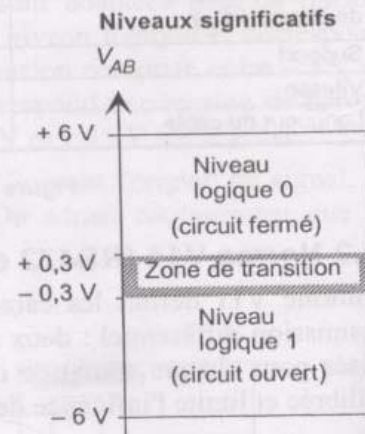 Niveaux significatifs
V_AB
+ 6 V
Niveau
logique 0
(circuit fermé)
+ 0,3 V
Zone de transition
– 0,3 V
Niveau
logique 1
(circuit ouvert)
– 6 V